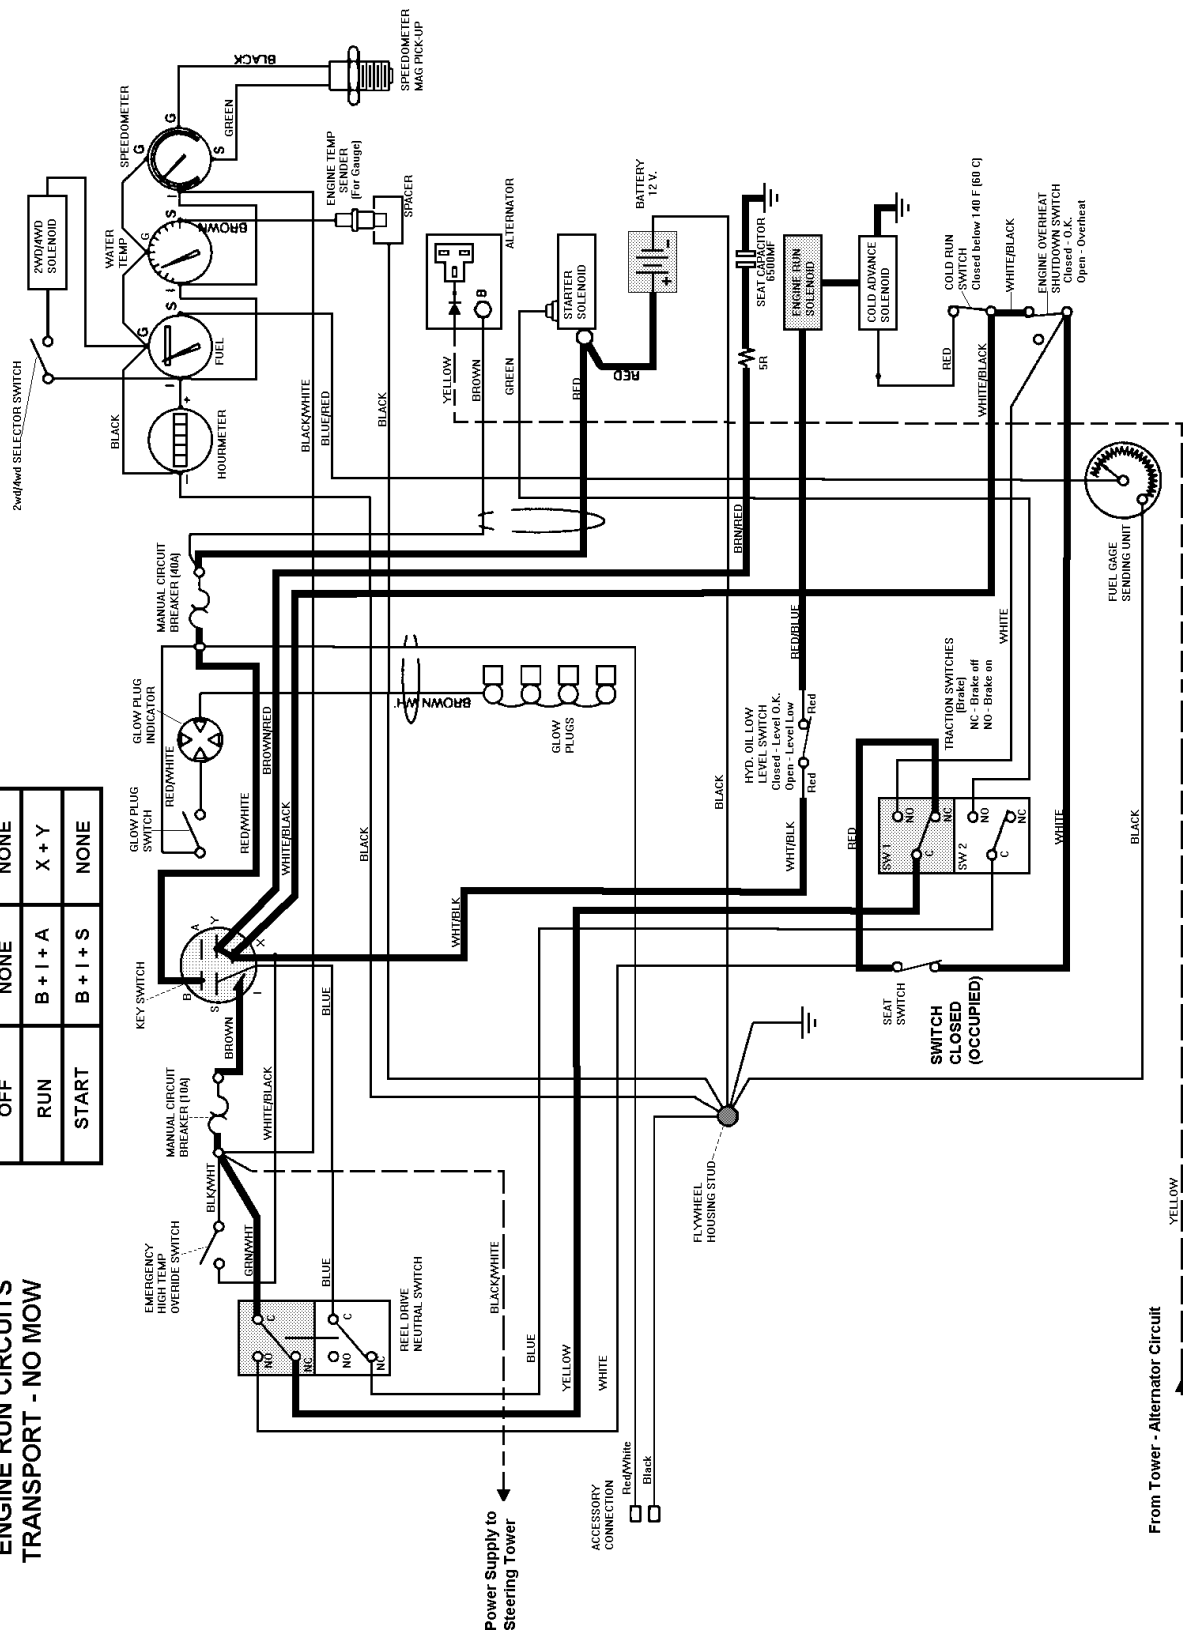 ENGINE RUN CIRCUITS
TRANSPORT - NO MOW
OFF NONE NONE
RUN B + I + A X + Y
START B + I + S NONE
2wd/4wd SELECTOR SWITCH
2WD/4WD
SOLENOID
SPEEDOMETER
G
G
S
I
BLACK
GREEN
SPEEDOMETER
MAG PICK-UP
WATER
TEMP
G
S
I
BROWN
ENGINE TEMP
SENDER
(For Gauge)
SPACER
G
S
I
FUEL
BLACK
+
-
HOURMETER
BLACK/WHITE
BLUE/RED
BLACK
ALTERNATOR
B
YELLOW
BROWN
GREEN
STARTER
SOLENOID
RED
RED
BATTERY
12 V.
+
-
SEAT CAPACITOR
6500MF
5R
BRN/RED
ENGINE RUN
SOLENOID
COLD ADVANCE
SOLENOID
COLD RUN
SWITCH
Closed below 140 F (60 C)
WHITE/BLACK
ENGINE OVERHEAT
SHUTDOWN SWITCH
Closed - O.K.
Open - Overheat
RED
WHITE/BLACK
FUEL GAGE
SENDING UNIT
MANUAL CIRCUIT
BREAKER (40A)
GLOW PLUG
INDICATOR
GLOW PLUG
SWITCH
RED/WHITE
RED/WHITE
BROWN/RED
WHITE/BLACK
BROWN WH.
GLOW
PLUGS
BLACK
BLACK
RED/BLUE
HYD. OIL LOW
LEVEL SWITCH
Closed - Level O.K.
Open - Level Low
Red
Red
WHT/BLK
WHT/BLK
WHITE
TRACTION SWITCHES
(Brake)
NC - Brake off
NO - Brake on
SW 1
NO
NC
C
SW 2
NO
NC
C
RED
WHITE
BLACK
KEY SWITCH
B
A
Y
S
I
X
BROWN
BLUE
SEAT
SWITCH
SWITCH
CLOSED
(OCCUPIED)
MANUAL CIRCUIT
BREAKER (10A)
WHITE/BLACK
BLK/WHT
EMERGENCY
HIGH TEMP
OVERIDE SWITCH
GRN/WHT
BLUE
C
NO
NC
C
NO
NC
REEL DRIVE
NEUTRAL SWITCH
BLACK/WHITE
BLUE
YELLOW
WHITE
FLYWHEEL
HOUSING STUD
YELLOW
Red/White
Black
ACCESSORY
CONNECTION
Power Supply to
Steering Tower
From Tower - Alternator Circuit